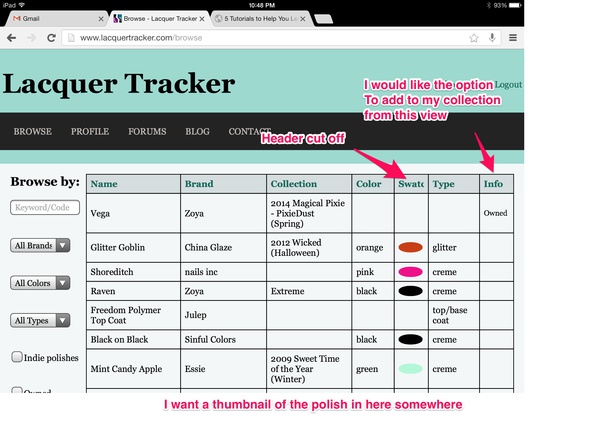 iPad
10:48 PM
93%
Gmail
Browse - Lacquer Tracker
5 Tutorials to Help You Le
www.lacquertracker.com/browse
Lacquer Tracker
I would like the option
To add to my collection
from this view
Logout
BROWSE PROFILE FORUMS BLOG CONTACT
Header cut off
Browse by:
Name Brand Collection Color Swatc Type Info
Keyword/Code
Vega Zoya 2014 Magical Pixie Owned
- PixieDust
(Spring)
All Brands
Glitter Goblin China Glaze 2012 Wicked orange glitter
(Halloween)
Shoreditch nails inc pink creme
All Colors
Raven Zoya Extreme black creme
Freedom Polymer Julep top/base
Top Coat coat
All Types
Black on Black Sinful Colors black creme
Indie polishes
Mint Candy Apple Essie 2009 Sweet Time green creme
of the Year
(Winter)
Owned
I want a thumbnail of the polish in here somewhere